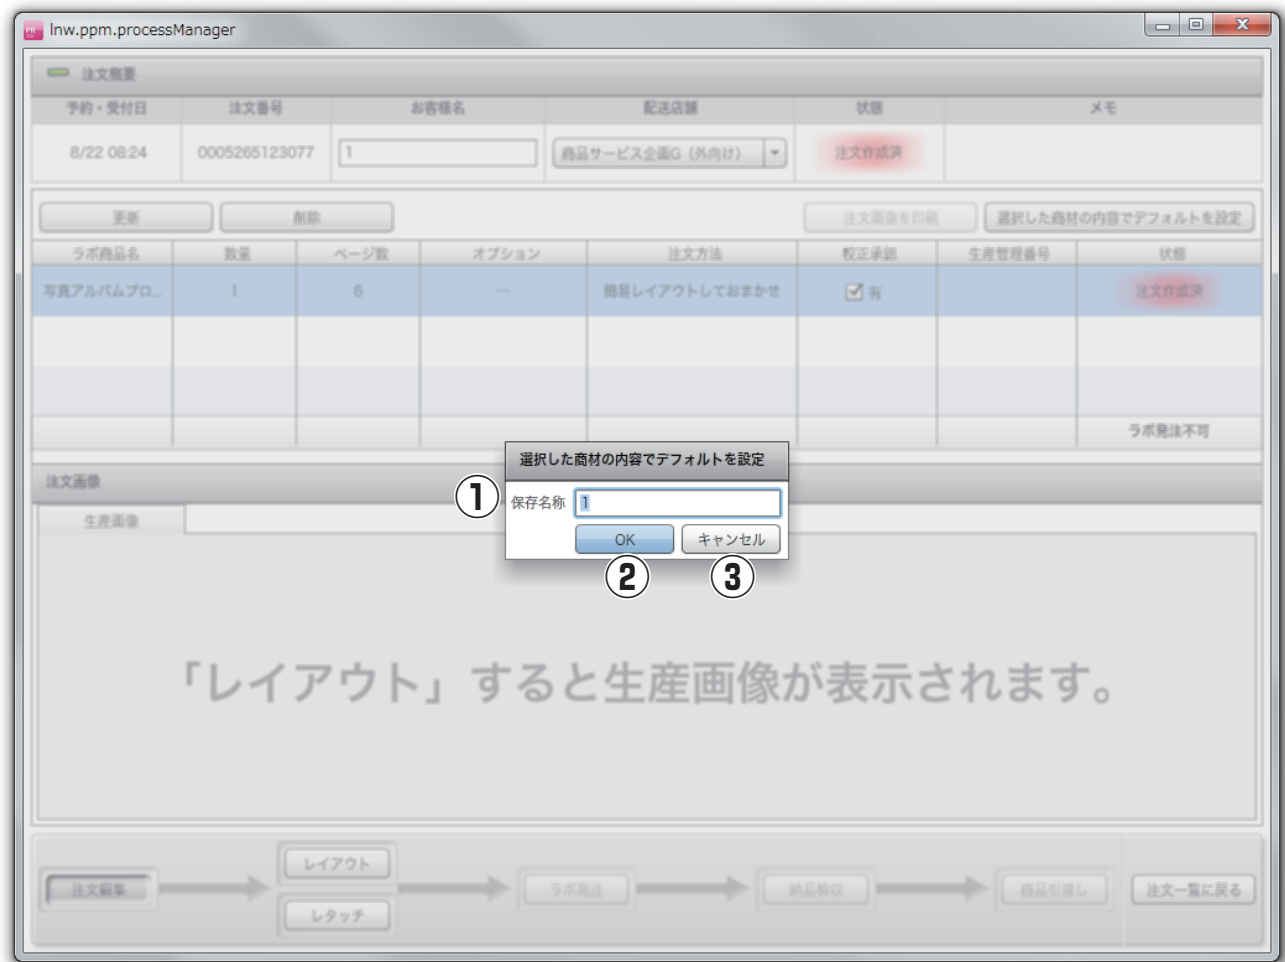 lnw.ppm.processManager
注文概要
予約・受付日 注文番号 お客様名 配送店舗 状態 メモ
8/22 08:24 0005265123077 1 商品サービス企画G（外向け） 注文作成済
更新 削除 注文画像を印刷 選択した商材の内容でデフォルトを設定
ラボ商品名 数量 ページ数 オプション 注文方法 校正承認 生産管理番号 状態
写真アルバムプロ... 1 6 — 簡易レイアウトしておまかせ 有 注文作成済
ラボ発注不可
選択した商材の内容でデフォルトを設定
注文画像
① 保存名称 1
生産画像
OK キャンセル
② ③
「レイアウト」すると生産画像が表示されます。
レイアウト
注文編集 ラボ発注 納品検収 商品引渡し 注文一覧に戻る
レタッチ